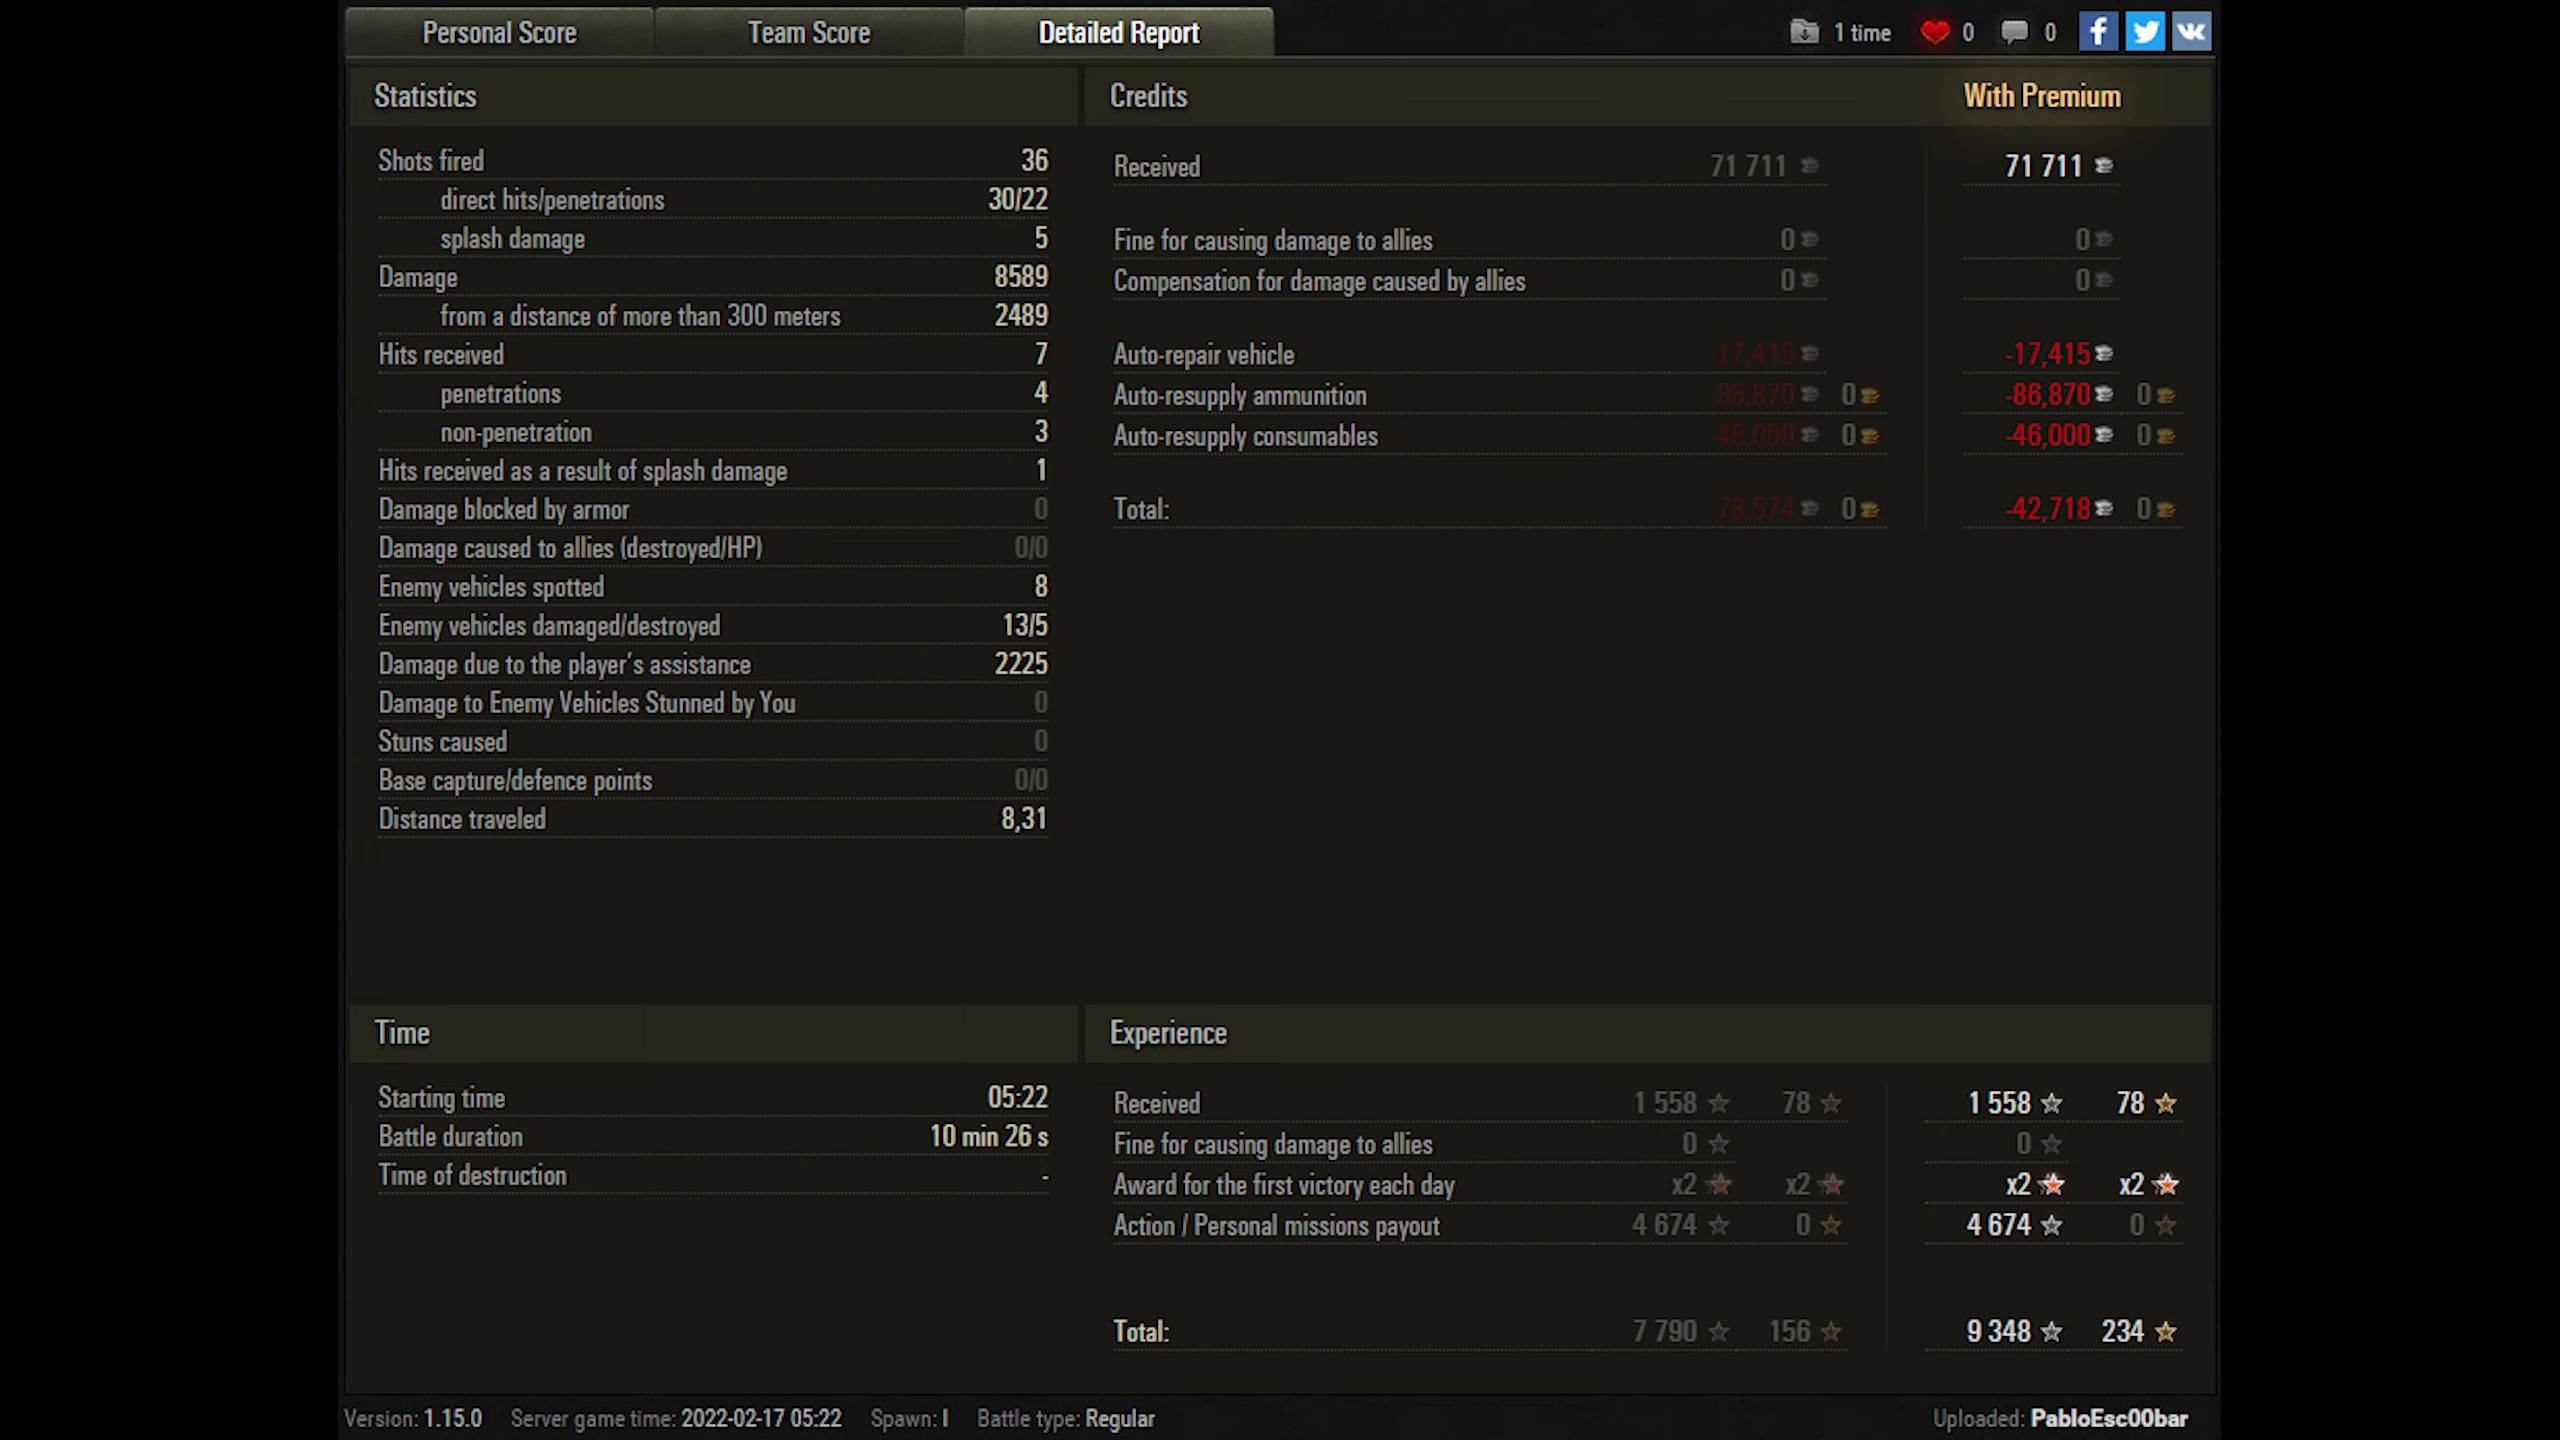 Personal Score Team Score Detailed Report 1 time 0 0
Statistics
Shots fired 36
direct hits/penetrations 30/22
splash damage 5
Damage 8589
from a distance of more than 300 meters 2489
Hits received 7
penetrations 4
non-penetration 3
Hits received as a result of splash damage 1
Damage blocked by armor 0
Damage caused to allies (destroyed/HP) 0/0
Enemy vehicles spotted 8
Enemy vehicles damaged/destroyed 13/5
Damage due to the player's assistance 2225
Damage to Enemy Vehicles Stunned by You 0
Stuns caused 0
Base capture/defence points 0/0
Distance traveled 8,31
Credits With Premium
Received 71 711 71 711
Fine for causing damage to allies 0 0
Compensation for damage caused by allies 0 0
Auto-repair vehicle -17,415 -17,415
Auto-resupply ammunition -86,870 0 -86,870 0
Auto-resupply consumables -46,000 0 -46,000 0
Total: -78,574 0 -42,718 0
Time
Starting time 05:22
Battle duration 10 min 26 s
Time of destruction -
Experience
Received 1 558 78 1 558 78
Fine for causing damage to allies 0 0
Award for the first victory each day x2 x2 x2 x2
Action / Personal missions payout 4 674 0 4 674 0
Total: 7 790 156 9 348 234
Version: 1.15.0 Server game time: 2022-02-17 05:22 Spawn: I Battle type: Regular Uploaded: PabloEsc00bar